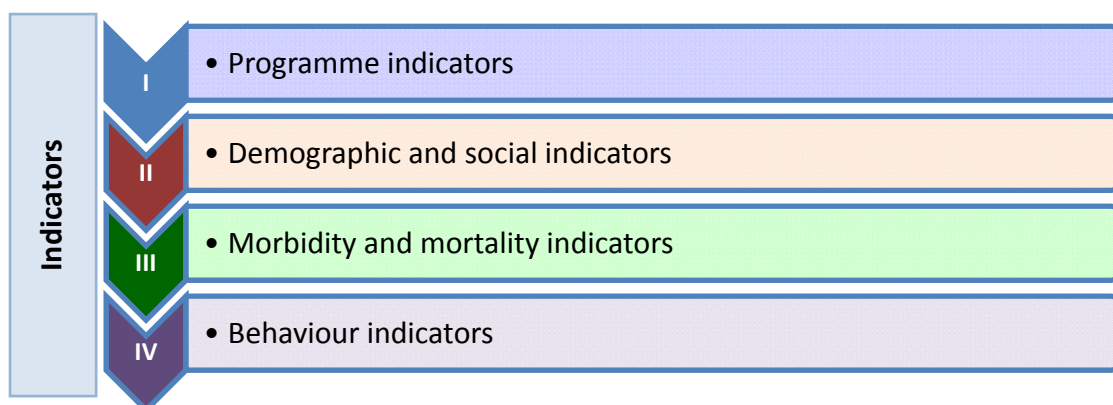 Indicators
I
• Programme indicators
II
• Demographic and social indicators
III
• Morbidity and mortality indicators
IV
• Behaviour indicators